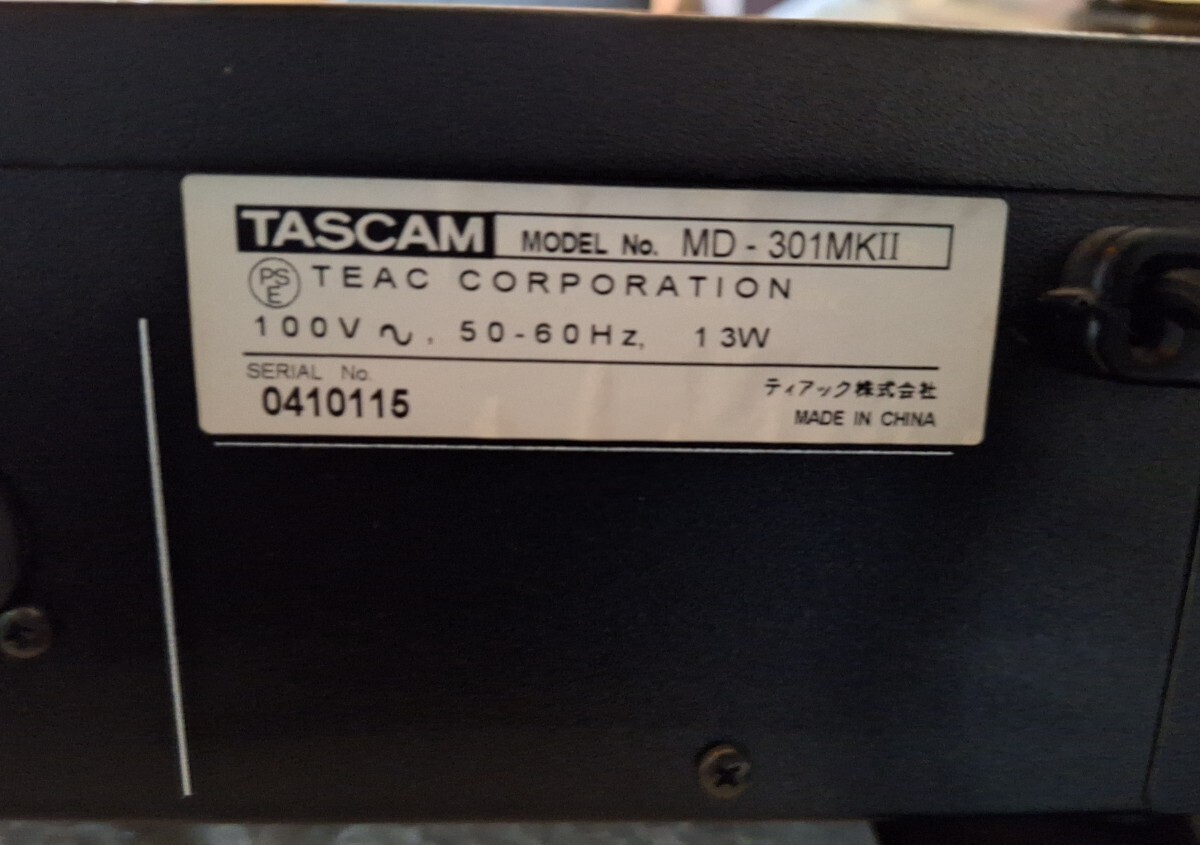 TASCAM MODEL No. MD - 301MKII
PSE TEAC CORPORATION
100V ∿, 50-60Hz, 13W
SERIAL No.
0410115
ティアック株式会社
MADE IN CHINA